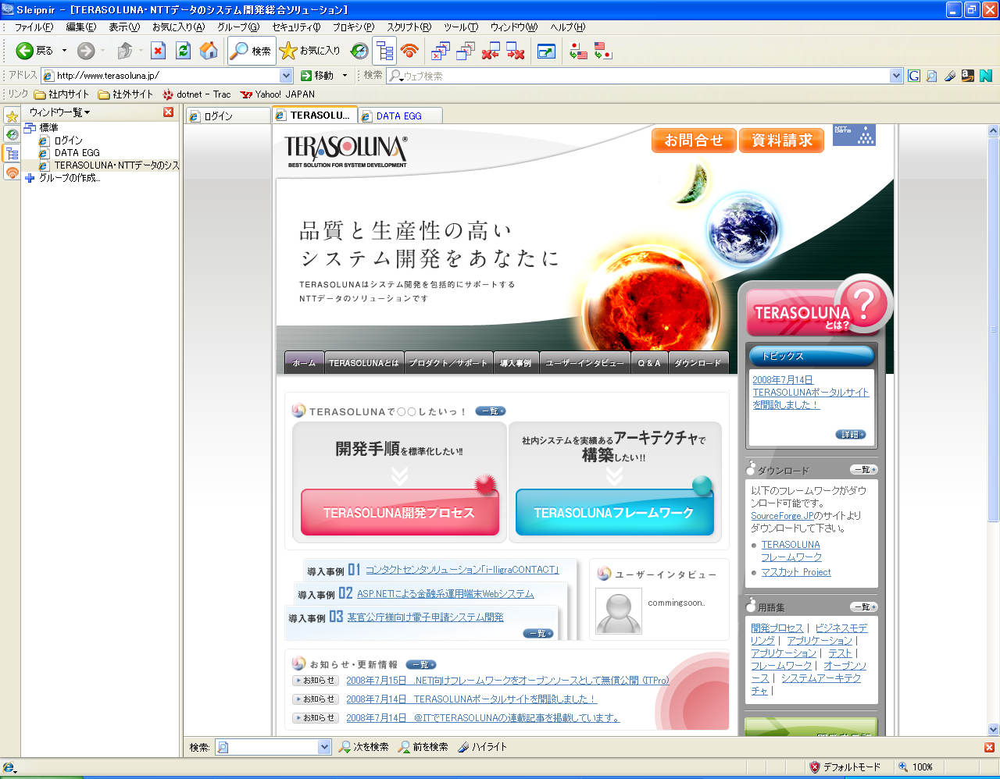 Sleipnir - [TERASOLUNA・NTTデータのシステム開発総合ソリューション]
ファイル(F) 編集(E) 表示(V) お気に入り(A) グループ(G) セキュリティ(I) プロキシ(P) スクリプト(R) ツール(T) ウィンドウ(W) ヘルプ(H)
戻る 検索 お気に入り
アドレス http://www.terasoluna.jp/ 移動 検索 ウェブ検索
リンク 社内サイト 社外サイト dotnet - Trac Yahoo! JAPAN
ウィンドウ一覧
標準
ログイン
DATA EGG
TERASOLUNA・NTTデータのシス
グループの作成...
ログイン TERASOLU... DATA EGG
TERASOLUNA®
BEST SOLUTION FOR SYSTEM DEVELOPMENT
お問合せ 資料請求
NTT DATA
品質と生産性の高い
システム開発をあなたに
TERASOLUNAはシステム開発を包括的にサポートする
NTTデータのソリューションです
TERASOLUNA
とは?
?
ホーム TERASOLUNAとは プロダクト／サポート 導入事例 ユーザーインタビュー Q & A ダウンロード
トピックス
2008年7月14日
TERASOLUNAポータルサイト
を開設しました！
詳細
TERASOLUNAで○○したいっ！ 一覧
開発手順を標準化したい!!
TERASOLUNA開発プロセス
社内システムを実績あるアーキテクチャで
構築したい!!
TERASOLUNAフレームワーク
ダウンロード 一覧
以下のフレームワークがダウ
ンロード可能です。
SourceForge.JPのサイトより
ダウンロードして下さい。
TERASOLUNA
フレームワーク
マスカット Project
導入事例 01 コンタクトセンタソリューション「i-lligraCONTACT」
導入事例 02 ASP.NETによる金融系運用端末Webシステム
導入事例 03 某官公庁様向け電子申請システム開発
一覧
ユーザーインタビュー
commingsoon..
用語集 一覧
開発プロセス | ビジネスモデ
リング | アプリケーション |
アプリケーション | テスト |
フレームワーク | オープンソ
ース | システムアーキテク
チャ |
お知らせ・更新情報 一覧
お知らせ 2008年7月15日 .NET向けフレームワークをオープンソースとして無償公開 (ITPro)
お知らせ 2008年7月14日 TERASOLUNAポータルサイトを開設しました！
お知らせ 2008年7月14日 @ITでTERASOLUNAの連載記事を掲載しています。
検索: 次を検索 前を検索 ハイライト
デフォルトモード 100%